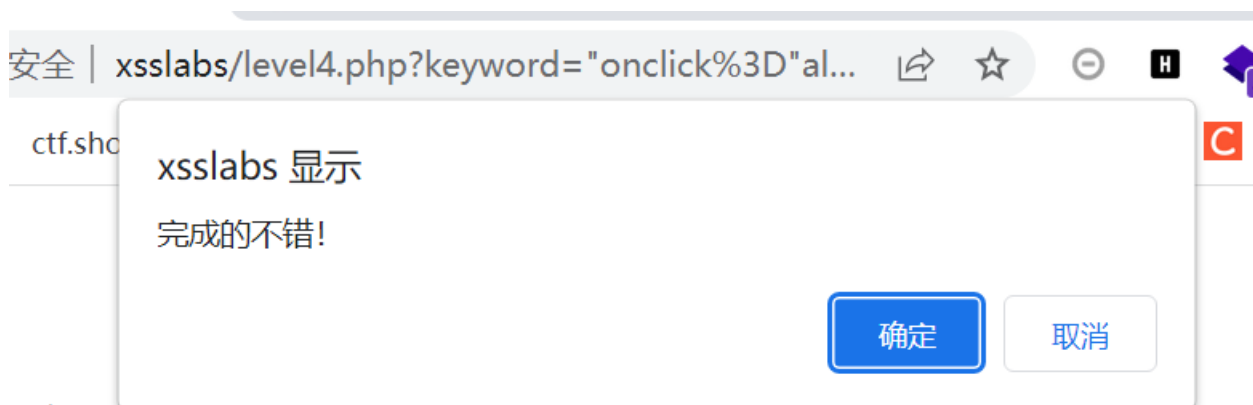 安全 | xsslabs/level4.php?keyword="onclick%3D"al...
H
ctf.sho
C
xsslabs 显示
完成的不错!
确定
取消